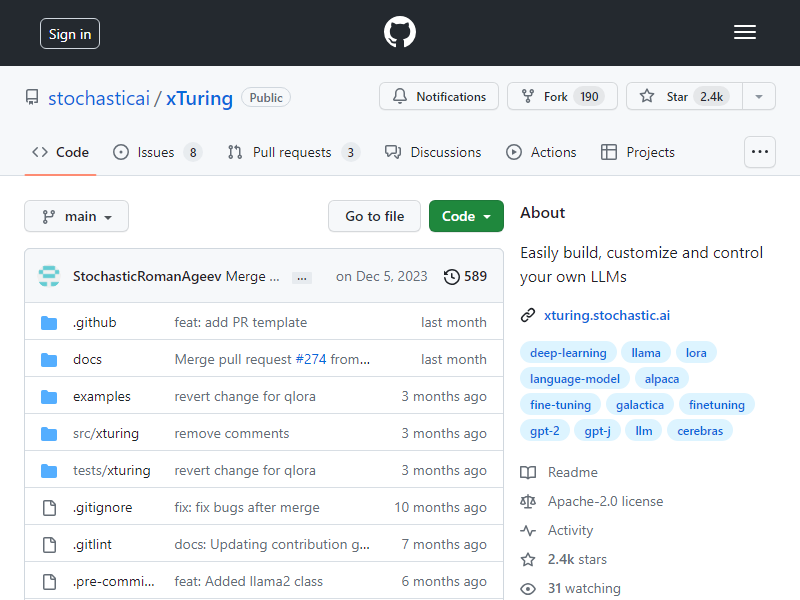 Sign in
stochasticai / xTuring Public
Notifications Fork 190 Star 2.4k
Code Issues 8 Pull requests 3 Discussions Actions Projects ...
main Go to file Code
StochasticRomanAgeev Merge ... ... on Dec 5, 2023 589
.github feat: add PR template last month
docs Merge pull request #274 from... last month
examples revert change for qlora 3 months ago
src/xturing remove comments 3 months ago
tests/xturing revert change for qlora 3 months ago
.gitignore fix: fix bugs after merge 10 months ago
.gitlint docs: Updating contribution g... 7 months ago
.pre-commi... feat: Added llama2 class 6 months ago
About
Easily build, customize and control
your own LLMs
xturing.stochastic.ai
deep-learning llama lora
language-model alpaca
fine-tuning galactica finetuning
gpt-2 gpt-j llm cerebras
Readme
Apache-2.0 license
Activity
2.4k stars
31 watching